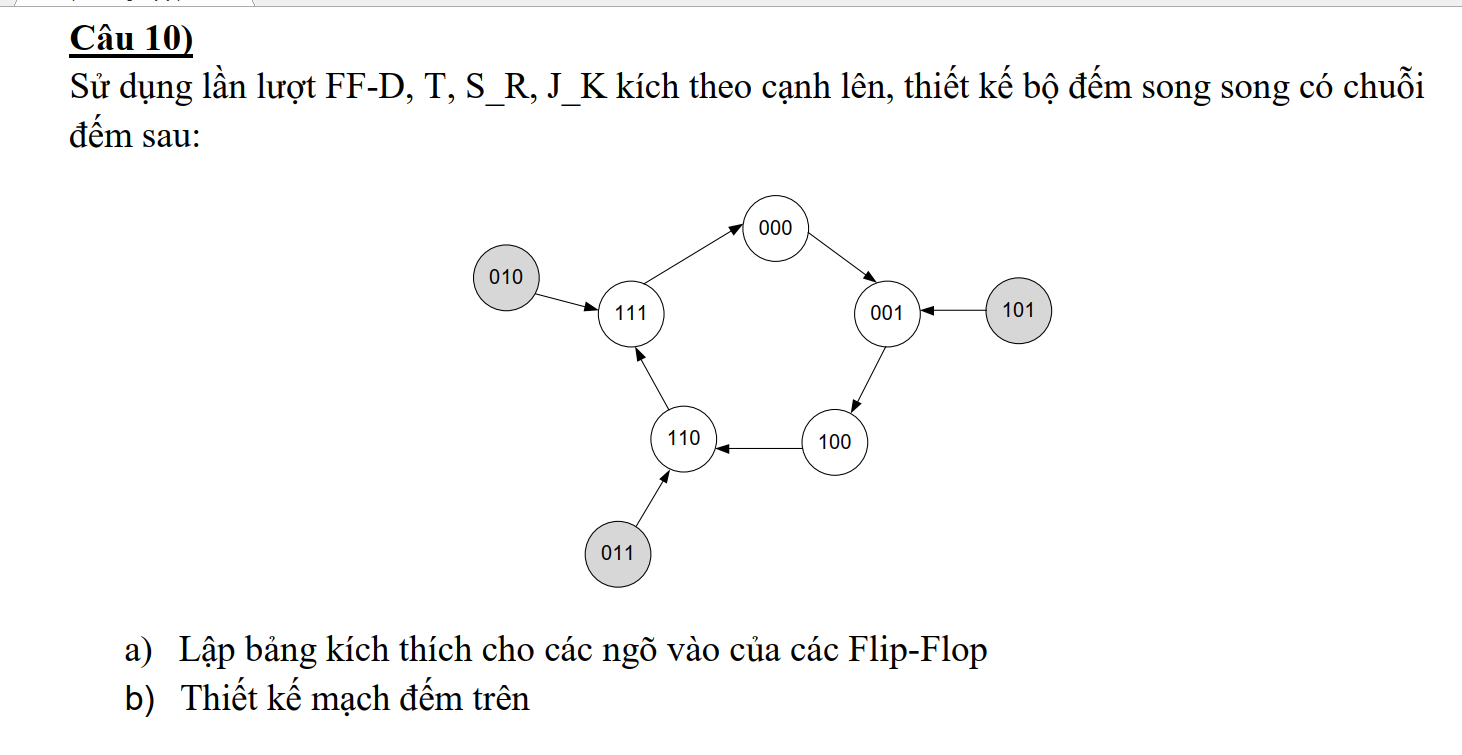 Câu 10)
Sử dụng lần lượt FF-D, T, S_R, J_K kích theo cạnh lên, thiết kế bộ đếm song song có chuỗi
đếm sau:
000
010
111
001
101
110
100
011
a) Lập bảng kích thích cho các ngõ vào của các Flip-Flop
b) Thiết kế mạch đếm trên